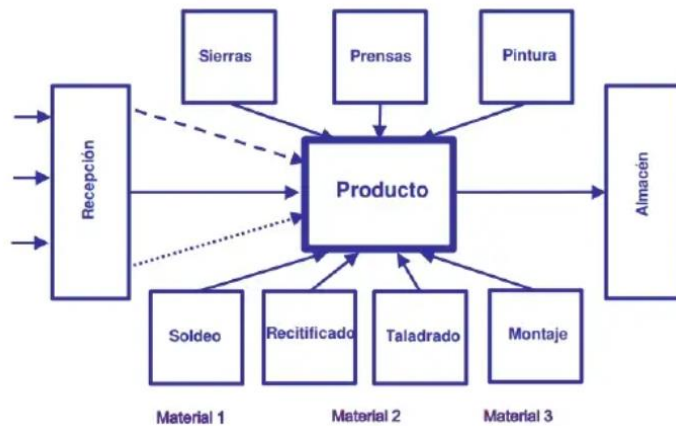 Sierras
Prensas
Pintura
Recepción
Producto
Almacén
Soldeo
Recitificado
Taladrado
Montaje
Material 1
Material 2
Material 3